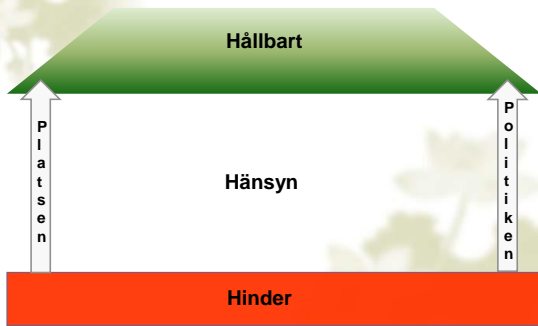 Hållbart
Platsen
Politiken
Hänsyn
Hinder